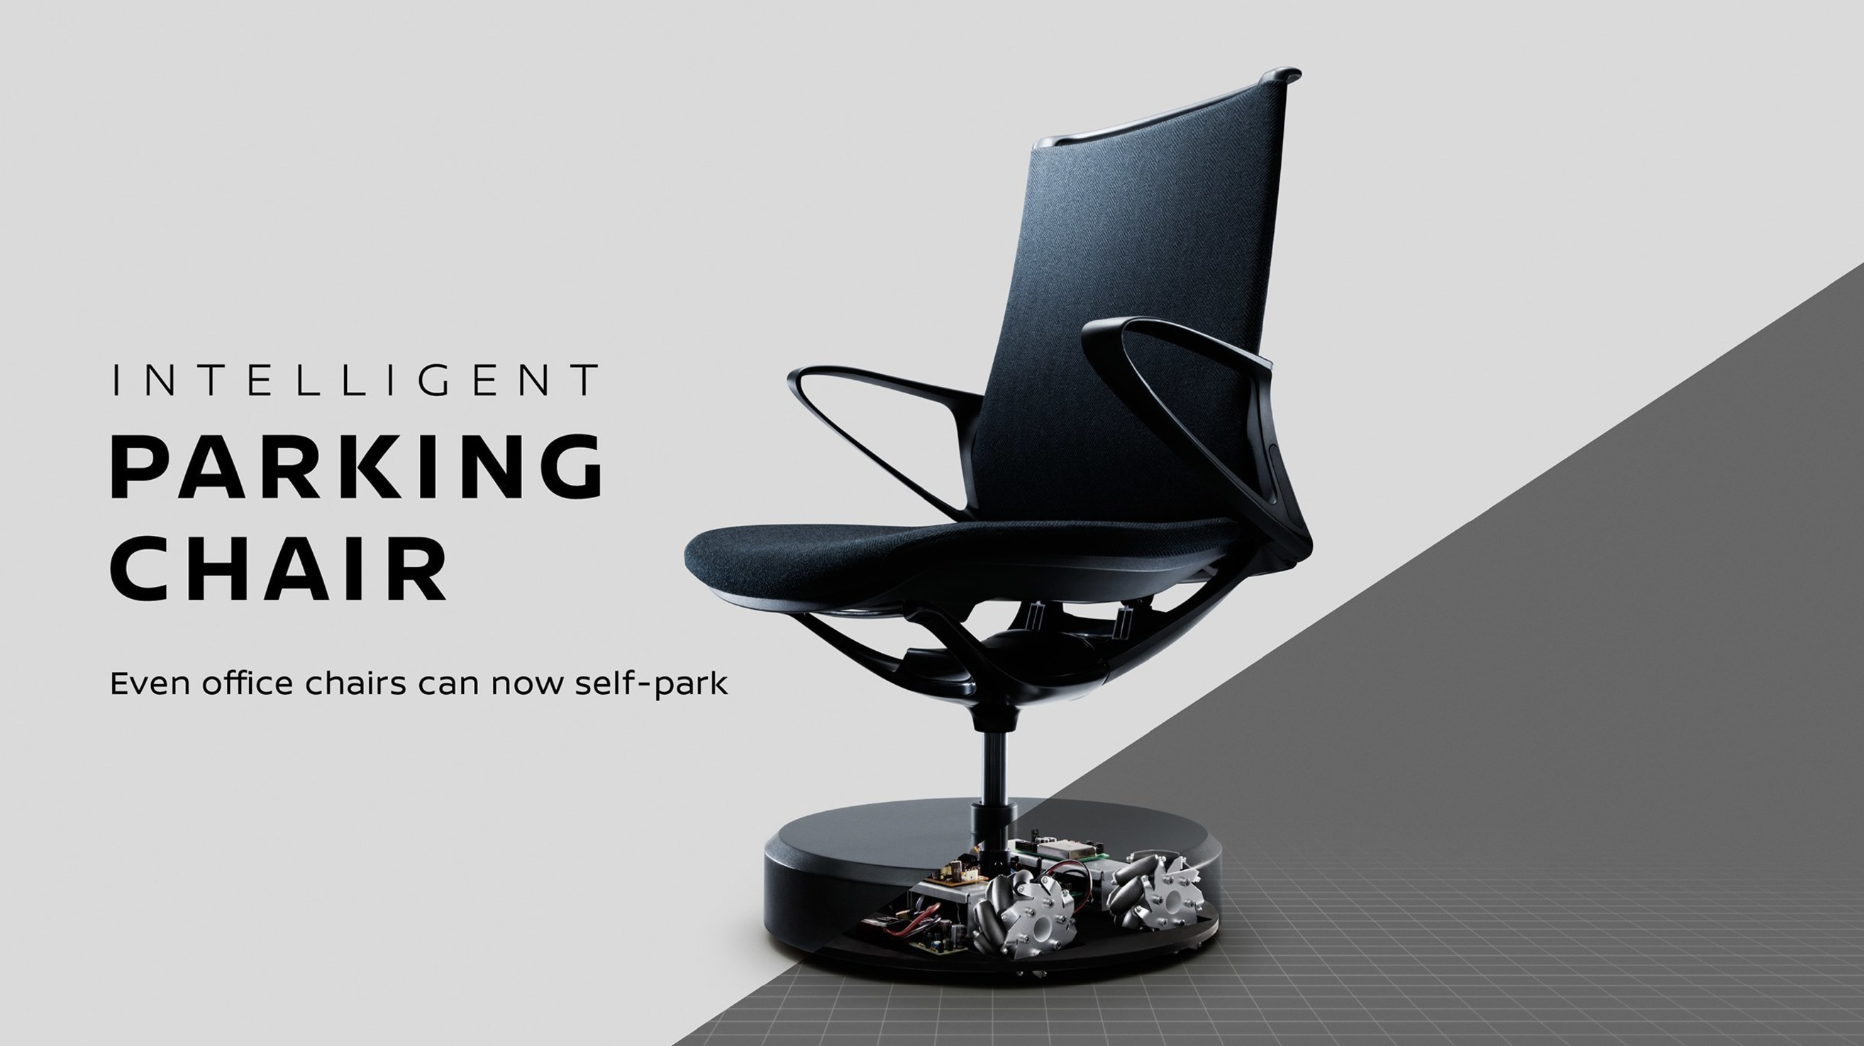 INTELLIGENT
PARKING
CHAIR
Even office chairs can now self-park